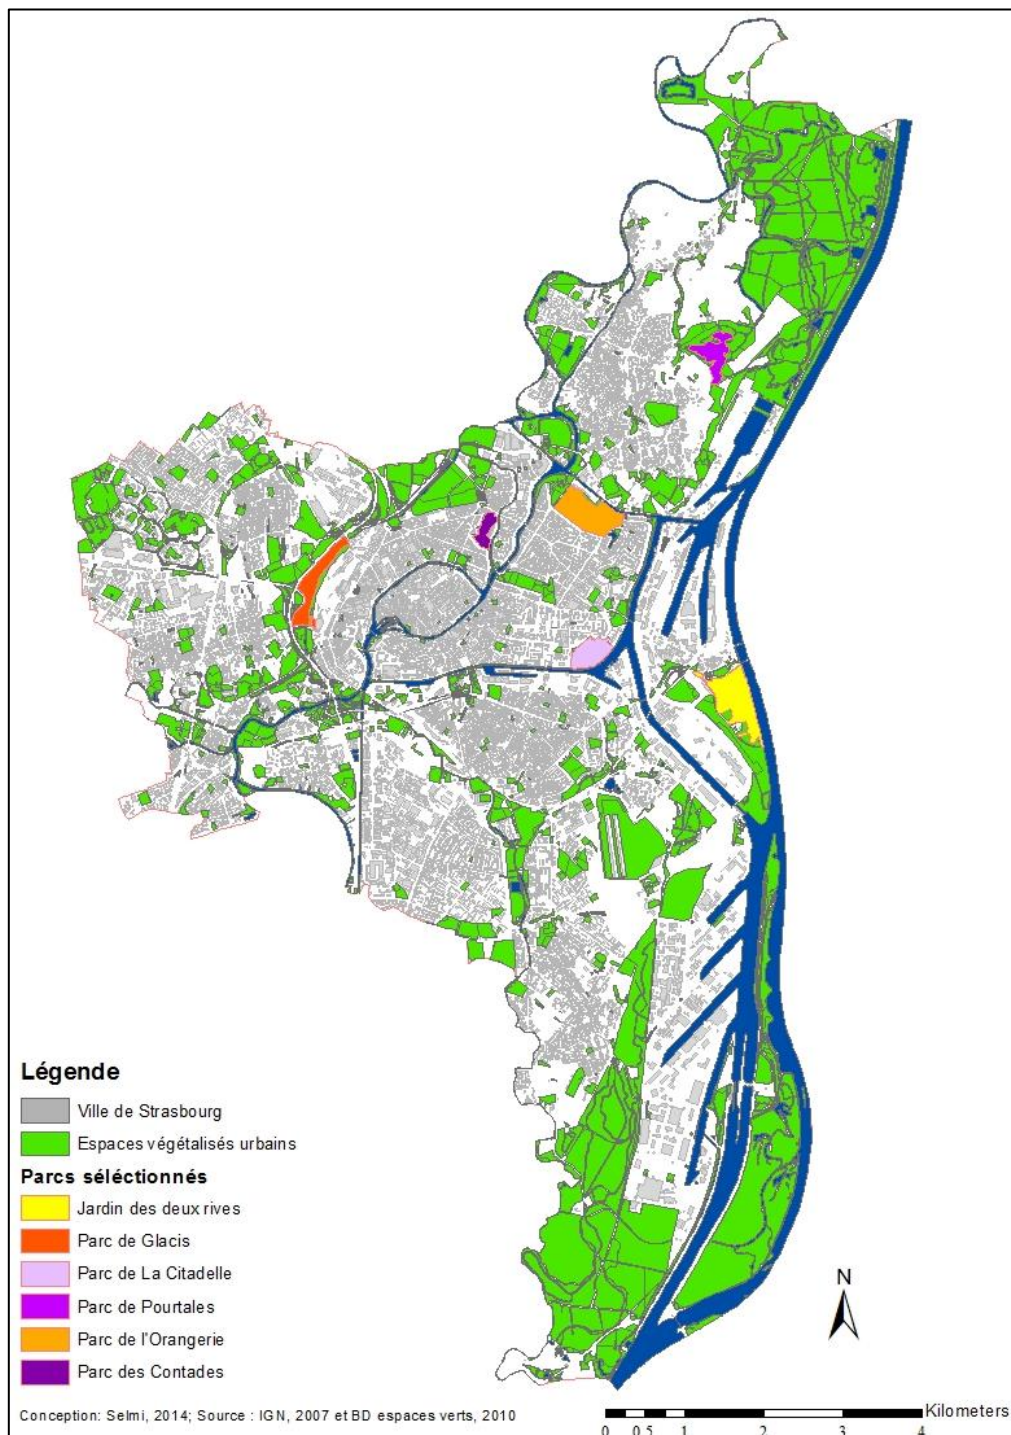 N
Légende
Ville de Strasbourg
Espaces végétalisés urbains
Parcs séléctionnés
Jardin des deux rives
Parc de Glacis
Parc de La Citadelle
Parc de Pourtales
Parc de l'Orangerie
Parc des Contades
Conception: Selmi, 2014; Source : IGN, 2007 et BD espaces verts, 2010
Kilometers
0 0.5 1 2 3 4